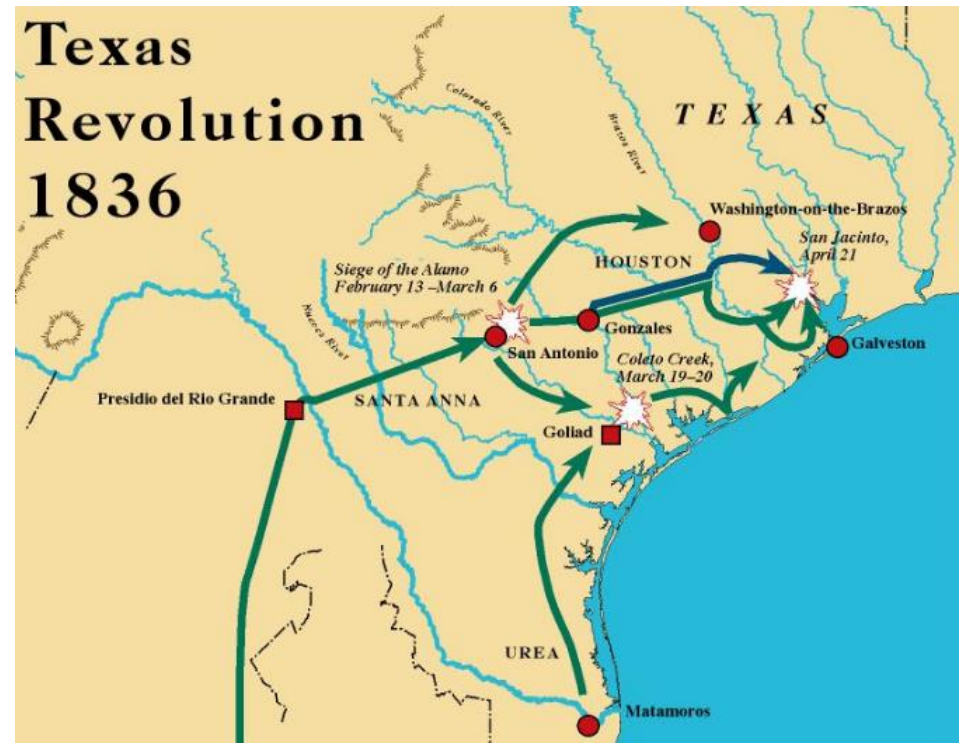 Texas
Revolution
1836
Colorado River
Brazos River
TEXAS
Washington-on-the-Brazos
San Jacinto,
April 21
HOUSTON
Siege of the Alamo
February 13 –March 6
Nueces River
Gonzales
San Antonio
Galveston
Coleto Creek,
March 19–20
Presidio del Rio Grande
SANTA ANNA
Goliad
UREA
Matamoros